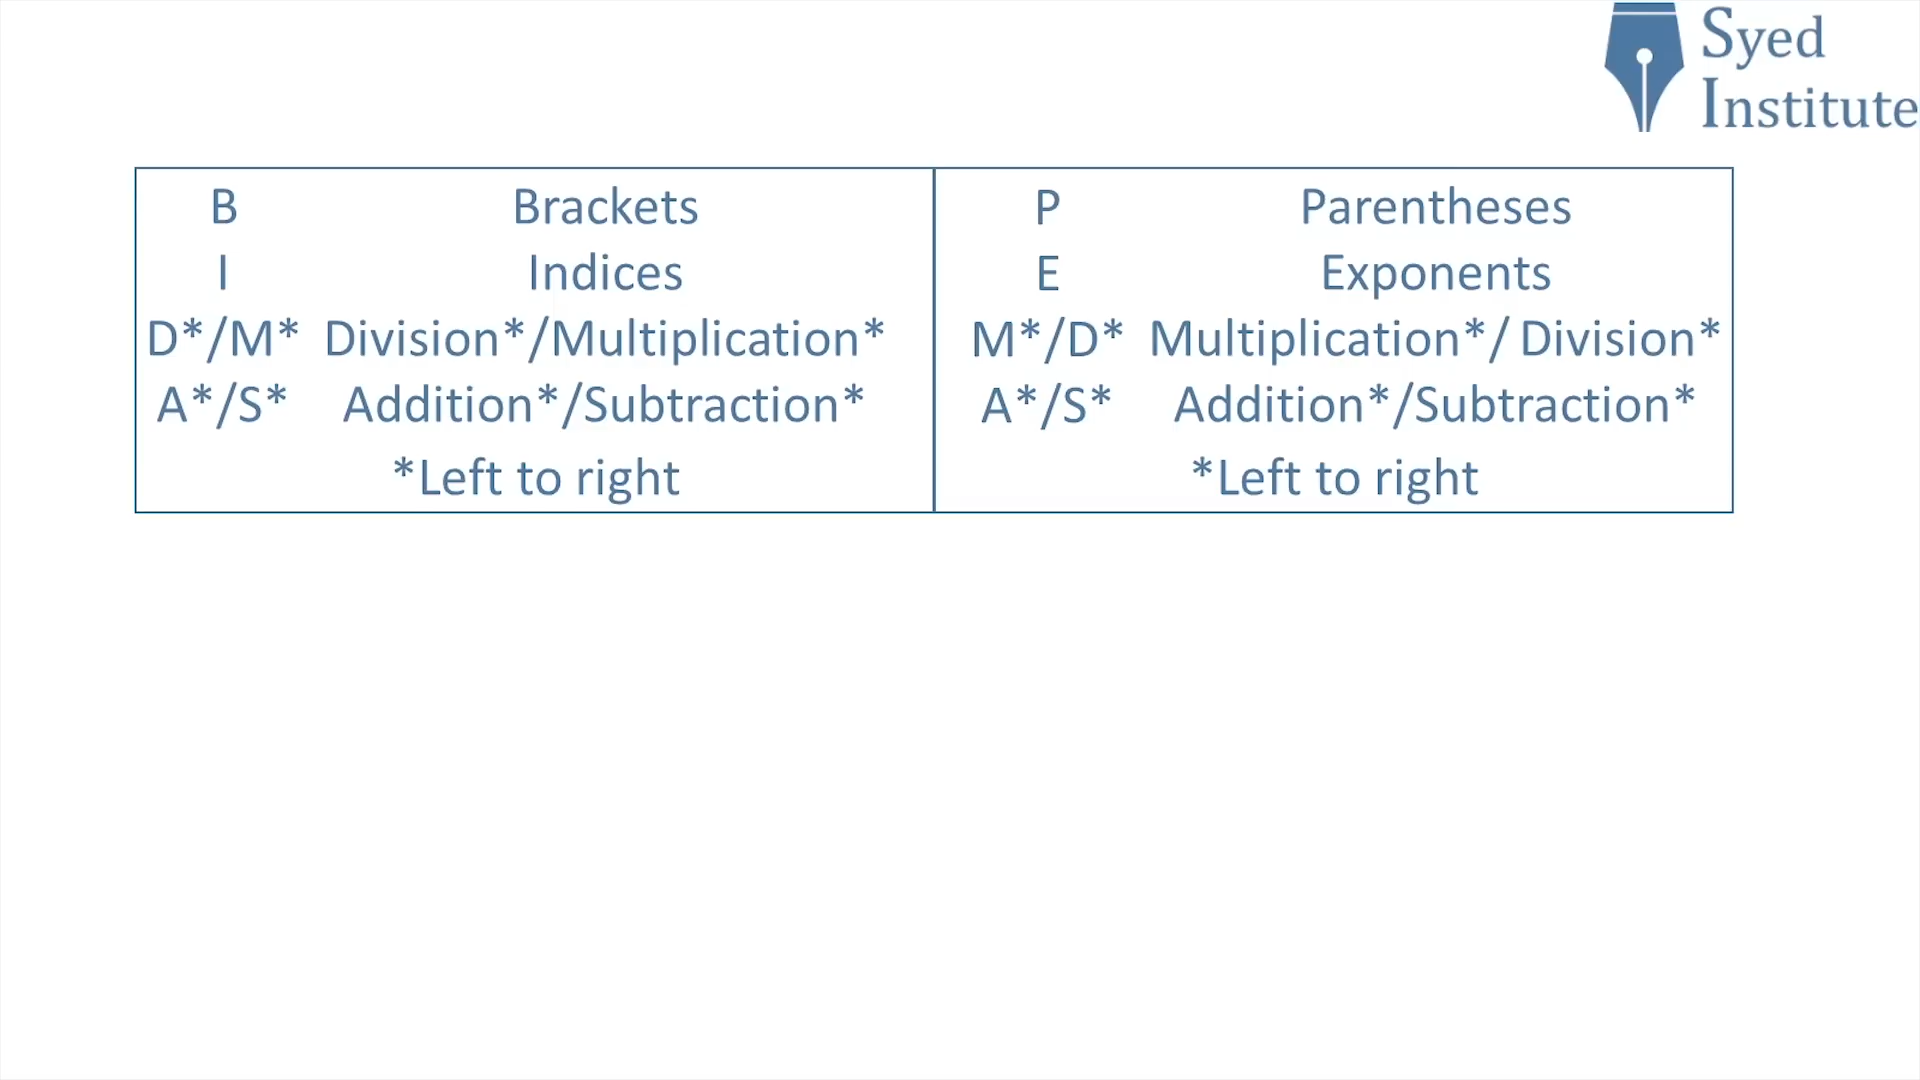 Syed
Institute
B Brackets P Parentheses
I Indices E Exponents
D*/M* Division*/Multiplication* M*/D* Multiplication*/ Division*
A*/S* Addition*/Subtraction* A*/S* Addition*/Subtraction*
*Left to right *Left to right